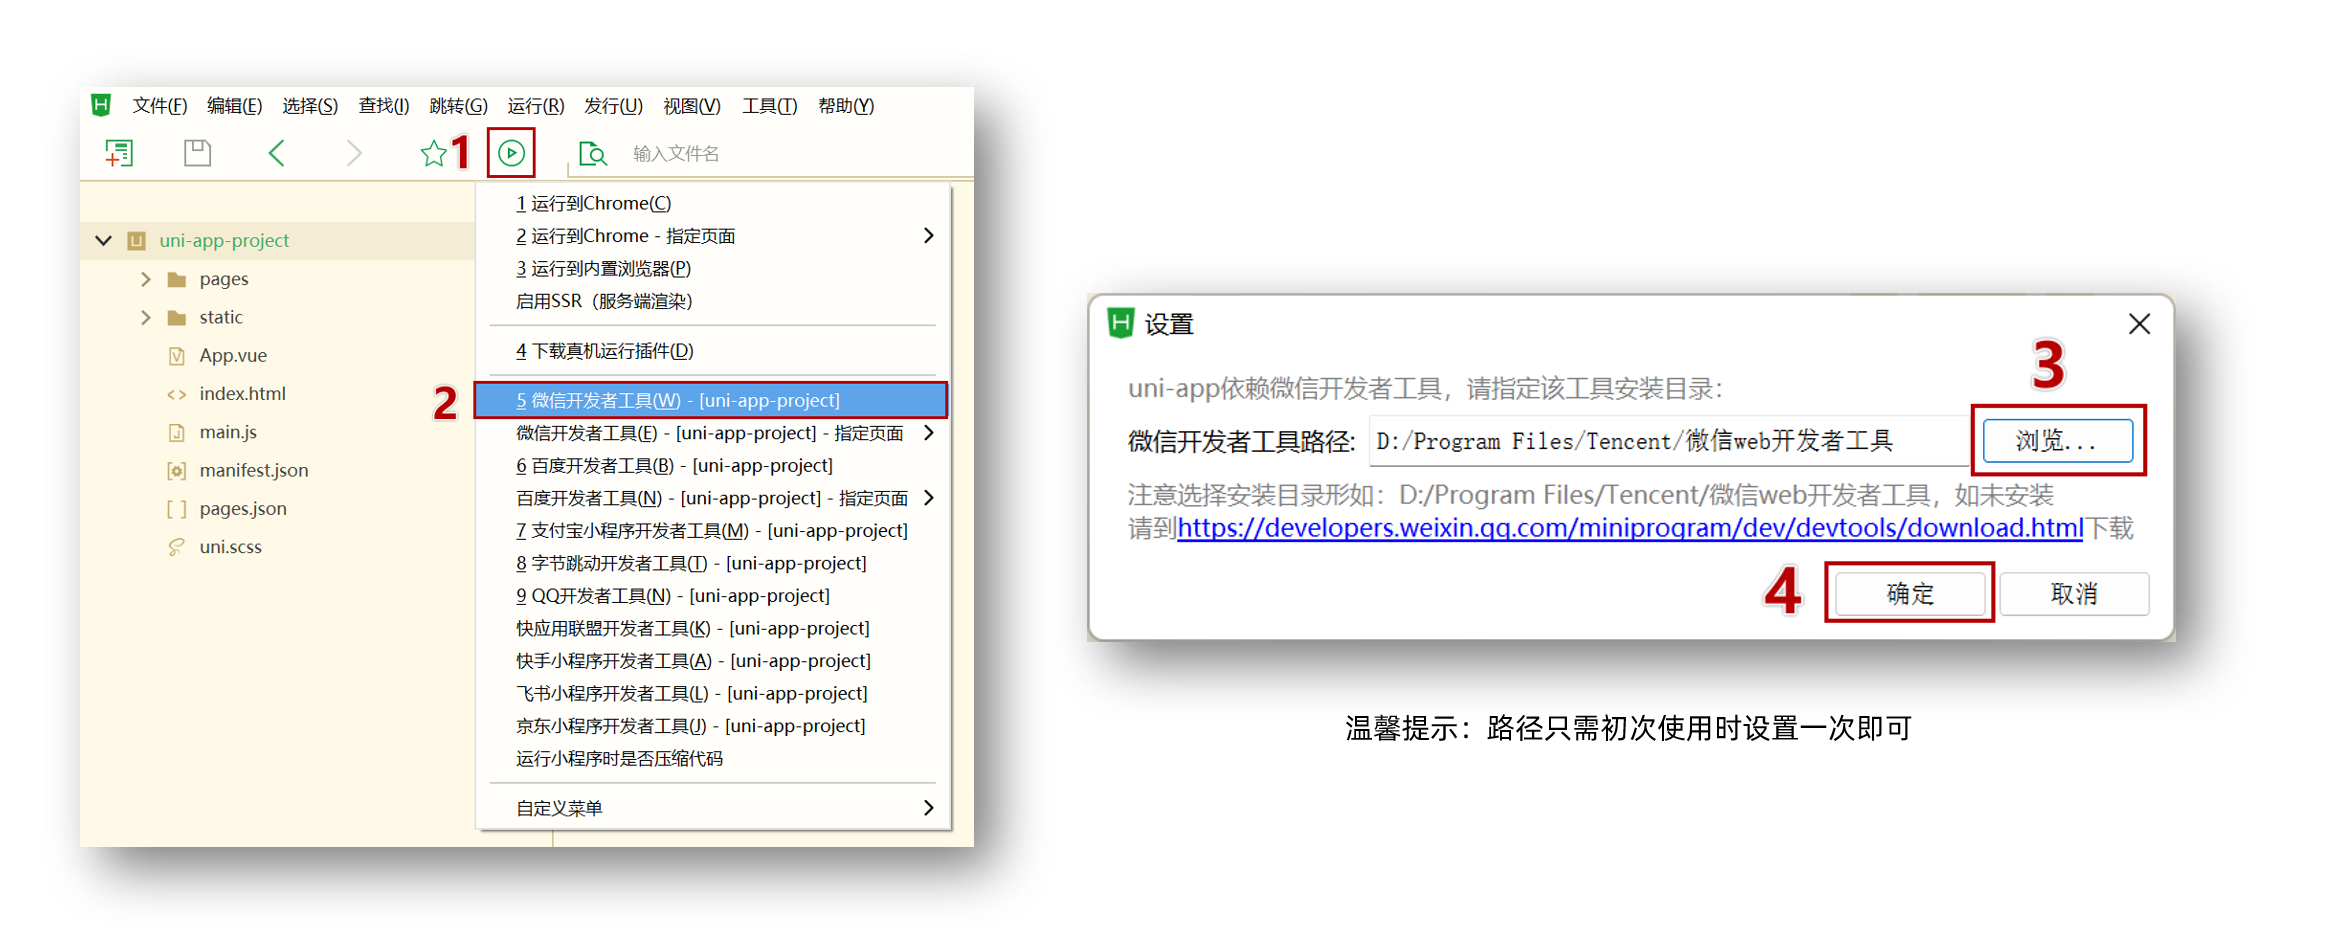 文件(F) 编辑(E) 选择(S) 查找(I) 跳转(G) 运行(R) 发行(U) 视图(V) 工具(T) 帮助(Y)
1
输入文件名
uni-app-project
pages
static
App.vue
index.html
main.js
manifest.json
pages.json
uni.scss
1 运行到Chrome(C)
2 运行到Chrome - 指定页面
3 运行到内置浏览器(P)
启用SSR（服务端渲染）
4 下载真机运行插件(D)
2
5 微信开发者工具(W) - [uni-app-project]
微信开发者工具(E) - [uni-app-project] - 指定页面
6 百度开发者工具(B) - [uni-app-project]
百度开发者工具(N) - [uni-app-project] - 指定页面
7 支付宝小程序开发者工具(M) - [uni-app-project]
8 字节跳动开发者工具(T) - [uni-app-project]
9 QQ开发者工具(N) - [uni-app-project]
快应用联盟开发者工具(K) - [uni-app-project]
快手小程序开发者工具(A) - [uni-app-project]
飞书小程序开发者工具(L) - [uni-app-project]
京东小程序开发者工具(J) - [uni-app-project]
运行小程序时是否压缩代码
自定义菜单
设置
3
uni-app依赖微信开发者工具，请指定该工具安装目录：
微信开发者工具路径: D:/Program Files/Tencent/微信web开发者工具 浏览...
注意选择安装目录形如：D:/Program Files/Tencent/微信web开发者工具，如未安装
请到https://developers.weixin.qq.com/miniprogram/dev/devtools/download.html下载
4
确定 取消
温馨提示：路径只需初次使用时设置一次即可